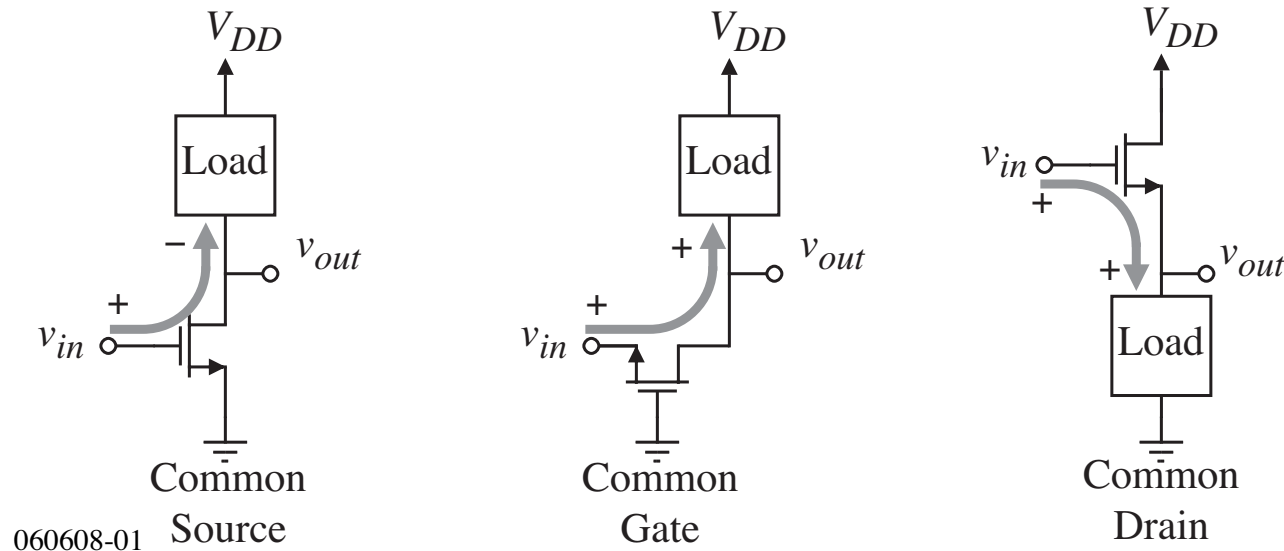 V_DD
Load
−
+
v_out
v_in
Common
Source
V_DD
Load
+
+
v_out
v_in
Common
Gate
V_DD
v_in
+
+
v_out
Load
Common
Drain
060608-01